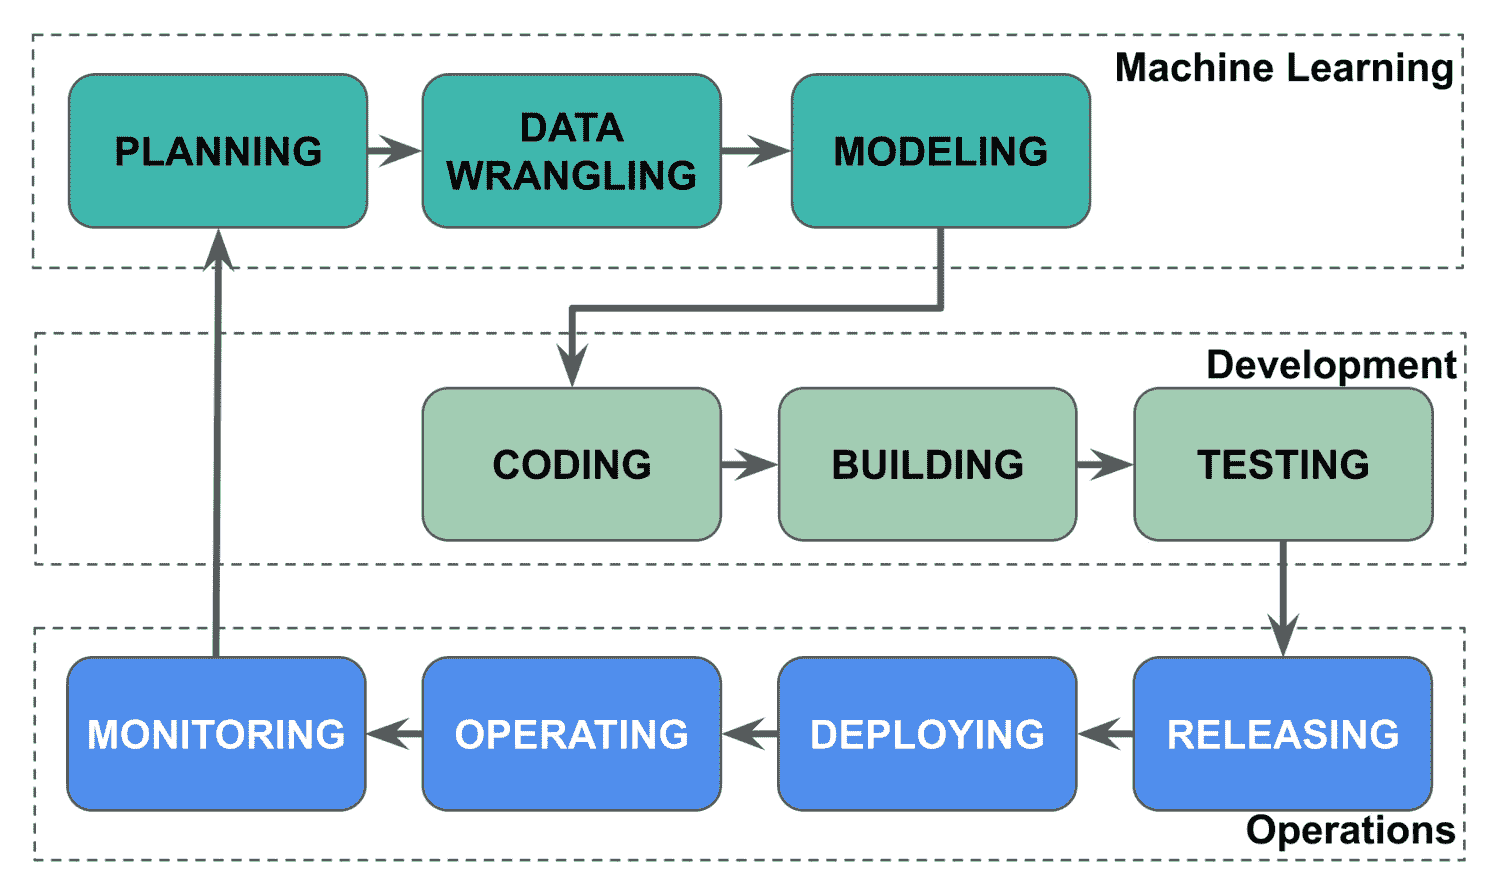 Machine Learning
PLANNING
DATA
WRANGLING
MODELING
Development
CODING
BUILDING
TESTING
MONITORING
OPERATING
DEPLOYING
RELEASING
Operations